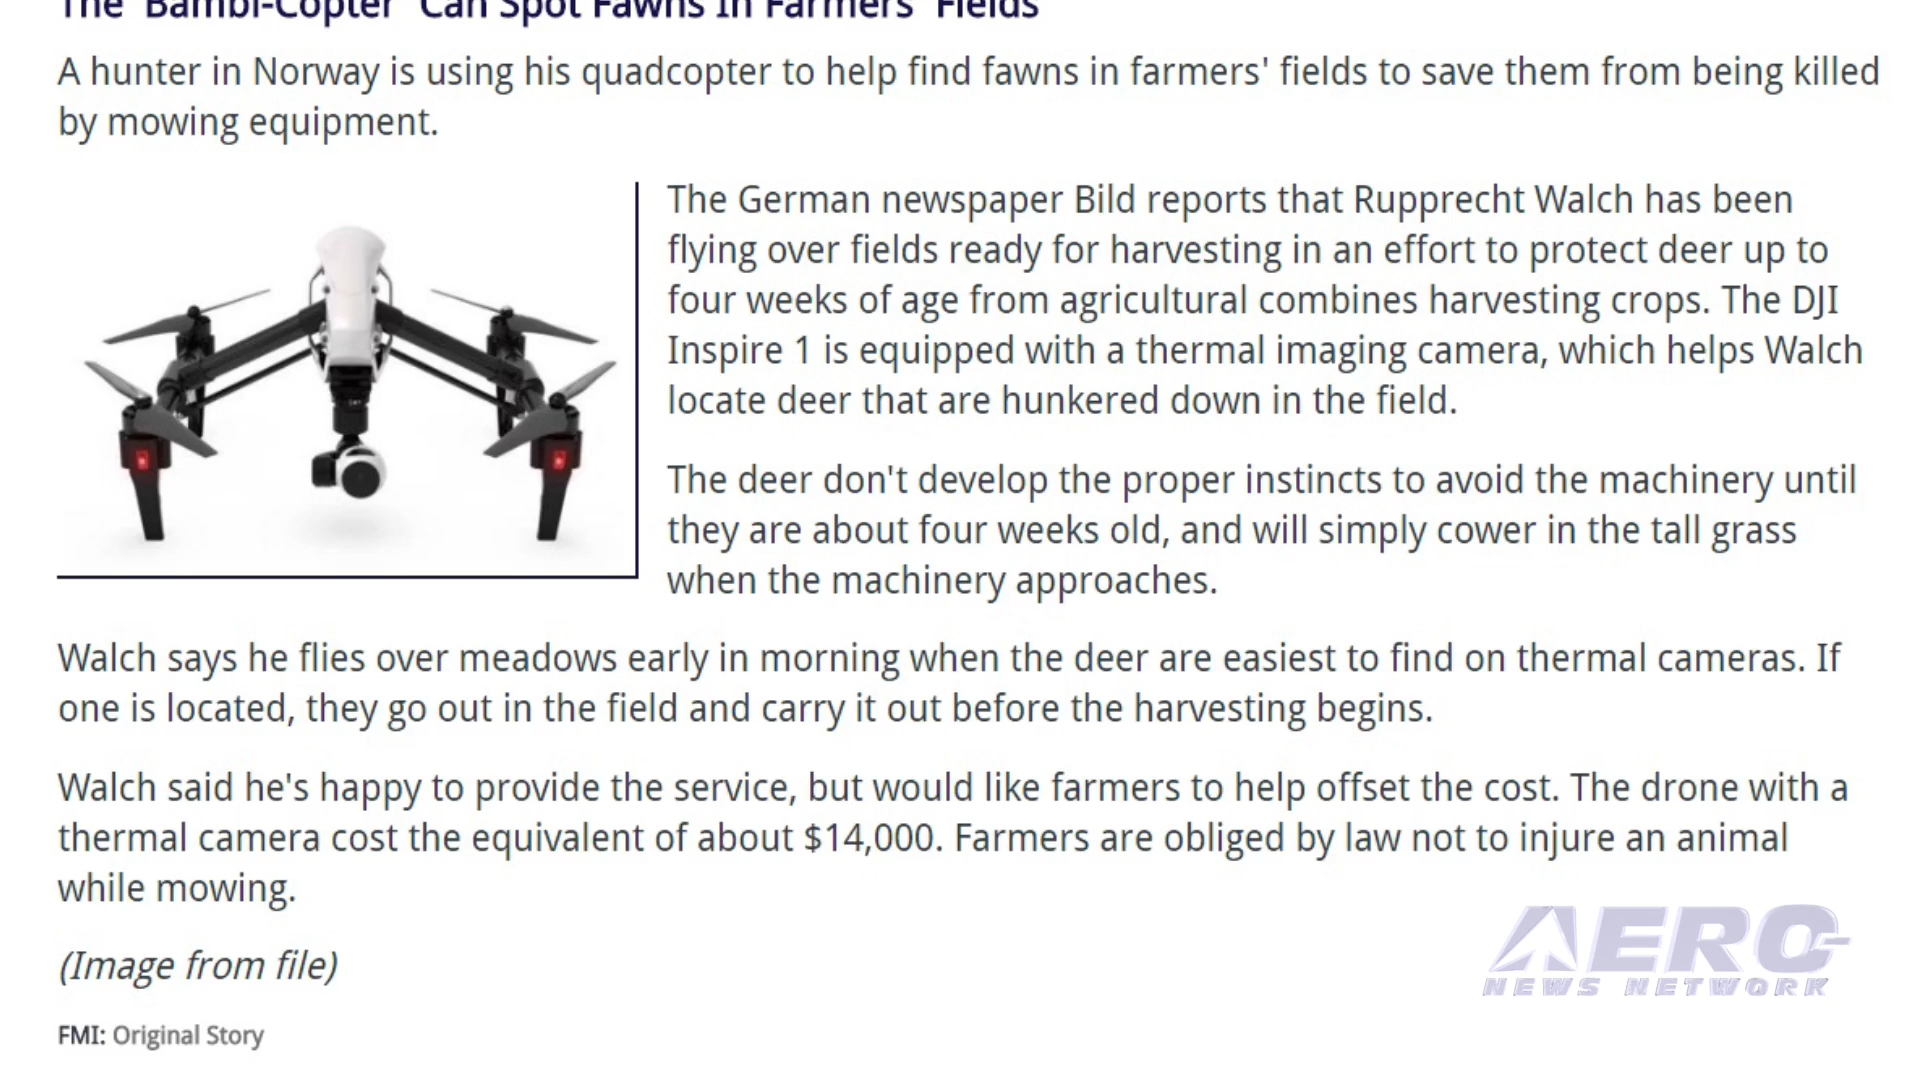 The 'Bambi-Copter' Can Spot Fawns In Farmers' Fields
A hunter in Norway is using his quadcopter to help find fawns in farmers' fields to save them from being killed
by mowing equipment.
The German newspaper Bild reports that Rupprecht Walch has been
flying over fields ready for harvesting in an effort to protect deer up to
four weeks of age from agricultural combines harvesting crops. The DJI
Inspire 1 is equipped with a thermal imaging camera, which helps Walch
locate deer that are hunkered down in the field.
The deer don't develop the proper instincts to avoid the machinery until
they are about four weeks old, and will simply cower in the tall grass
when the machinery approaches.
Walch says he flies over meadows early in morning when the deer are easiest to find on thermal cameras. If
one is located, they go out in the field and carry it out before the harvesting begins.
Walch said he's happy to provide the service, but would like farmers to help offset the cost. The drone with a
thermal camera cost the equivalent of about $14,000. Farmers are obliged by law not to injure an animal
while mowing.
(Image from file)
AERO
NEWS NETWORK
FMI: Original Story